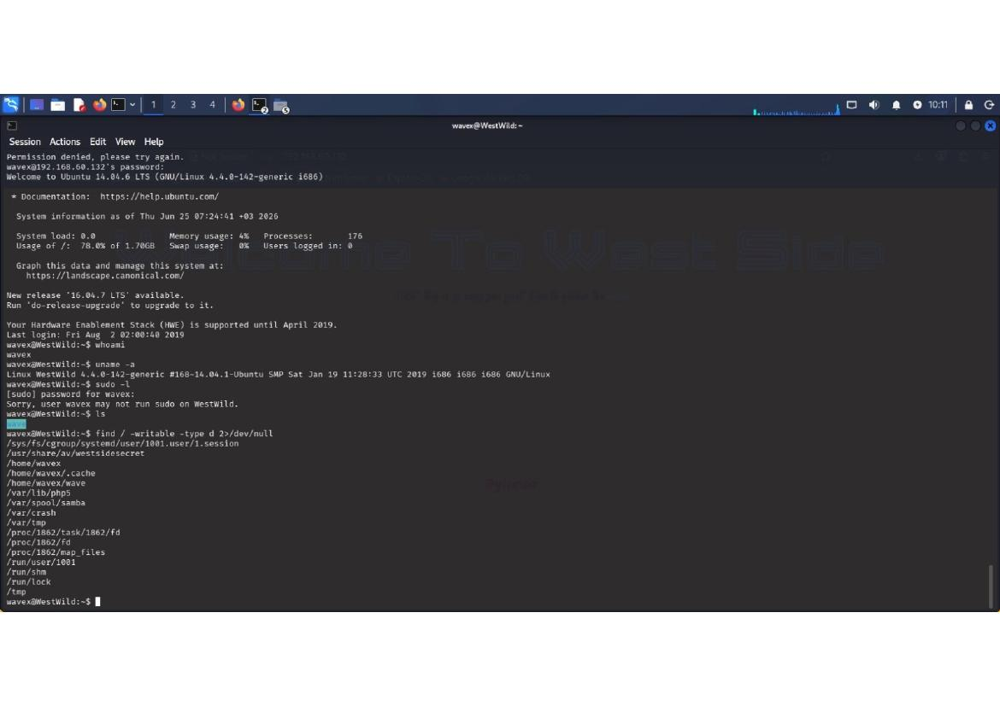 1 2 3 4 2 5 10:11
wavex@WestWild: ~
Session Actions Edit View Help
Permission denied, please try again.
wavex@192.168.60.132's password:
Welcome to Ubuntu 14.04.6 LTS (GNU/Linux 4.4.0-142-generic i686)
* Documentation: https://help.ubuntu.com/
System information as of Thu Jun 25 07:24:41 +03 2026
System load: 0.0 Memory usage: 4% Processes: 176
Usage of /: 78.0% of 1.70GB Swap usage: 0% Users logged in: 0
Welcome To West Side
Graph this data and manage this system at:
https://landscape.canonical.com/
New release '16.04.7 LTS' available.
Run 'do-release-upgrade' to upgrade to it.
Your Hardware Enablement Stack (HWE) is supported until April 2019.
Last login: Fri Aug 2 02:00:40 2019
wavex@WestWild:~$ whoami
wavex
wavex@WestWild:~$ uname -a
Linux WestWild 4.4.0-142-generic #168~14.04.1-Ubuntu SMP Sat Jan 19 11:28:33 UTC 2019 i686 i686 i686 GNU/Linux
wavex@WestWild:~$ sudo -l
[sudo] password for wavex:
Sorry, user wavex may not run sudo on WestWild.
wavex@WestWild:~$ ls
wave
wavex@WestWild:~$ find / -writable -type d 2>/dev/null
/sys/fs/cgroup/systemd/user/1001.user/1.session
/usr/share/av/westsidesecret
/home/wavex
/home/wavex/.cache
/home/wavex/wave
/var/lib/php5
/var/spool/samba
/var/crash
/var/tmp
/proc/1862/task/1862/fd
/proc/1862/fd
/proc/1862/map_files
/run/user/1001
/run/shm
/run/lock
/tmp
wavex@WestWild:~$